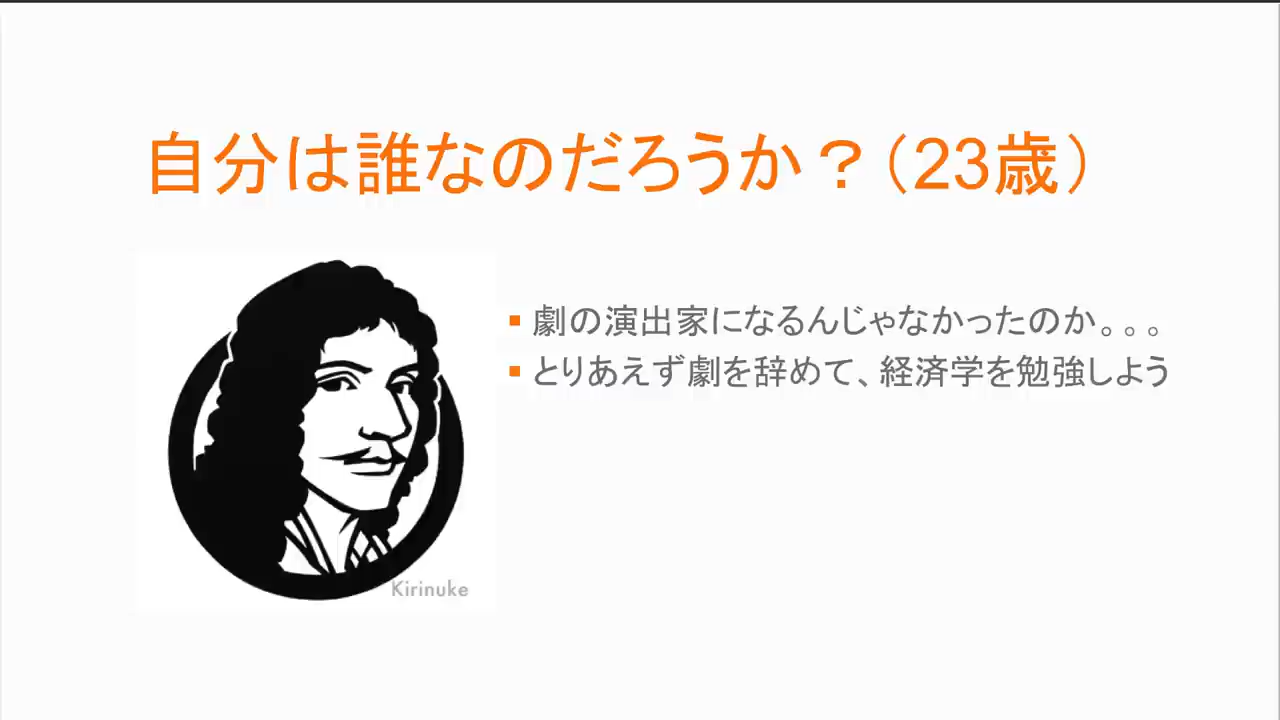 自分は誰なのだろうか？（23歳）
▪ 劇の演出家になるんじゃなかったのか。。。
▪ とりあえず劇を辞めて、経済学を勉強しよう
Kirinuke